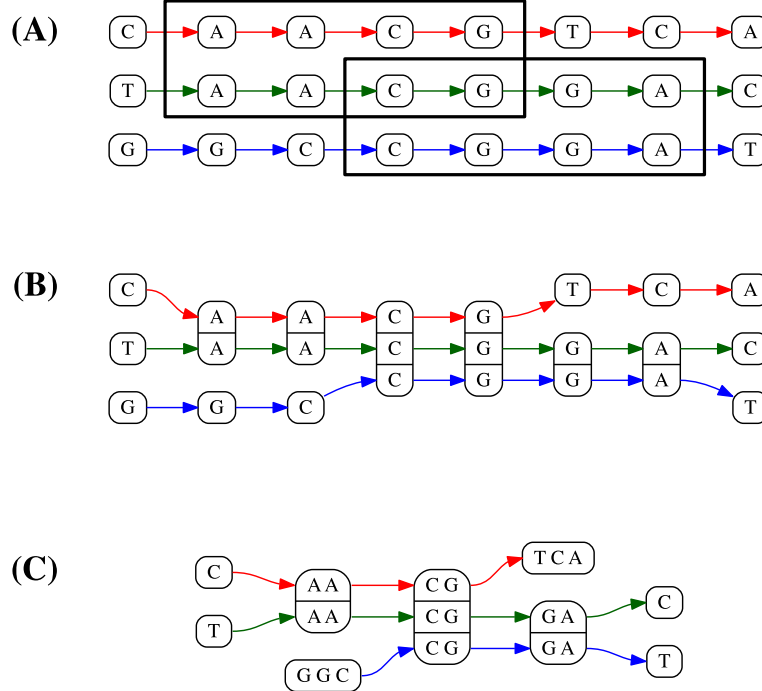 (A) C A A C G T C A
T A A C G G A C
G G C C G G A T
(B) C T C A
A A C G
T A A C G G A C
C G G A
G G C T
(C) TCA
C AA CG
T AA CG GA C
GGC CG GA T